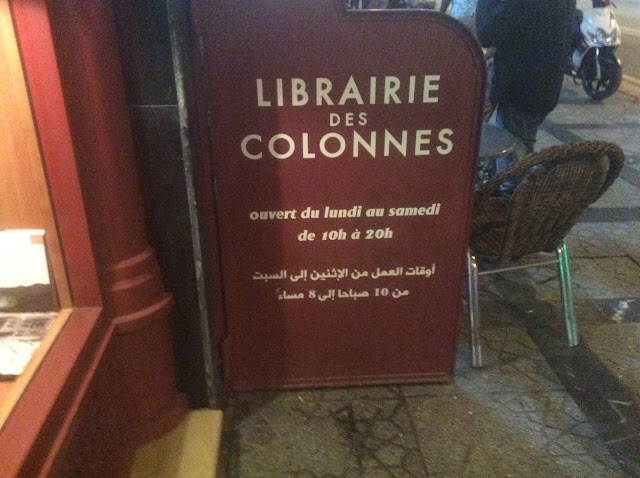 LIBRAIRIE
DES
COLONNES
ouvert du lundi au samedi
de 10h à 20h
أوقات العمل من الإثنين إلى السبت
من 10 صباحا إلى 8 مساء